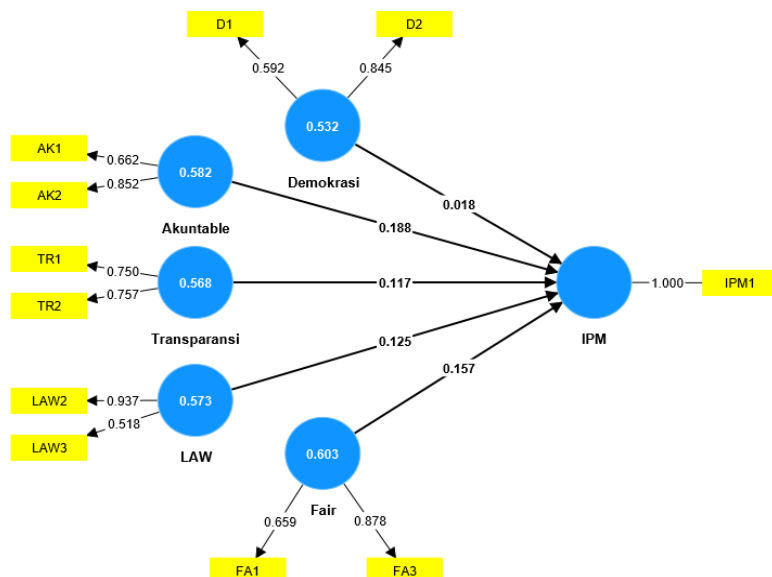 D1
D2
0.592
0.845
0.532
Demokrasi
AK1
0.662
AK2
0.852
0.582
Akuntable
0.018
0.188
TR1
0.750
TR2
0.757
0.568
Transparansi
0.117
1.000
IPM1
IPM
0.125
0.157
LAW2
0.937
LAW3
0.518
0.573
LAW
0.603
Fair
0.659
0.878
FA1
FA3